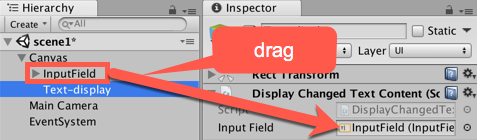 Hierarchy
Inspector
Create
All
Static
scene1*
Canvas
drag
Layer
UI
InputField
Rect Transform
Text-display
Display Changed Text Content (Sc
Main Camera
Script
DisplayChangedTe
EventSystem
Input Field
InputField (InputFie